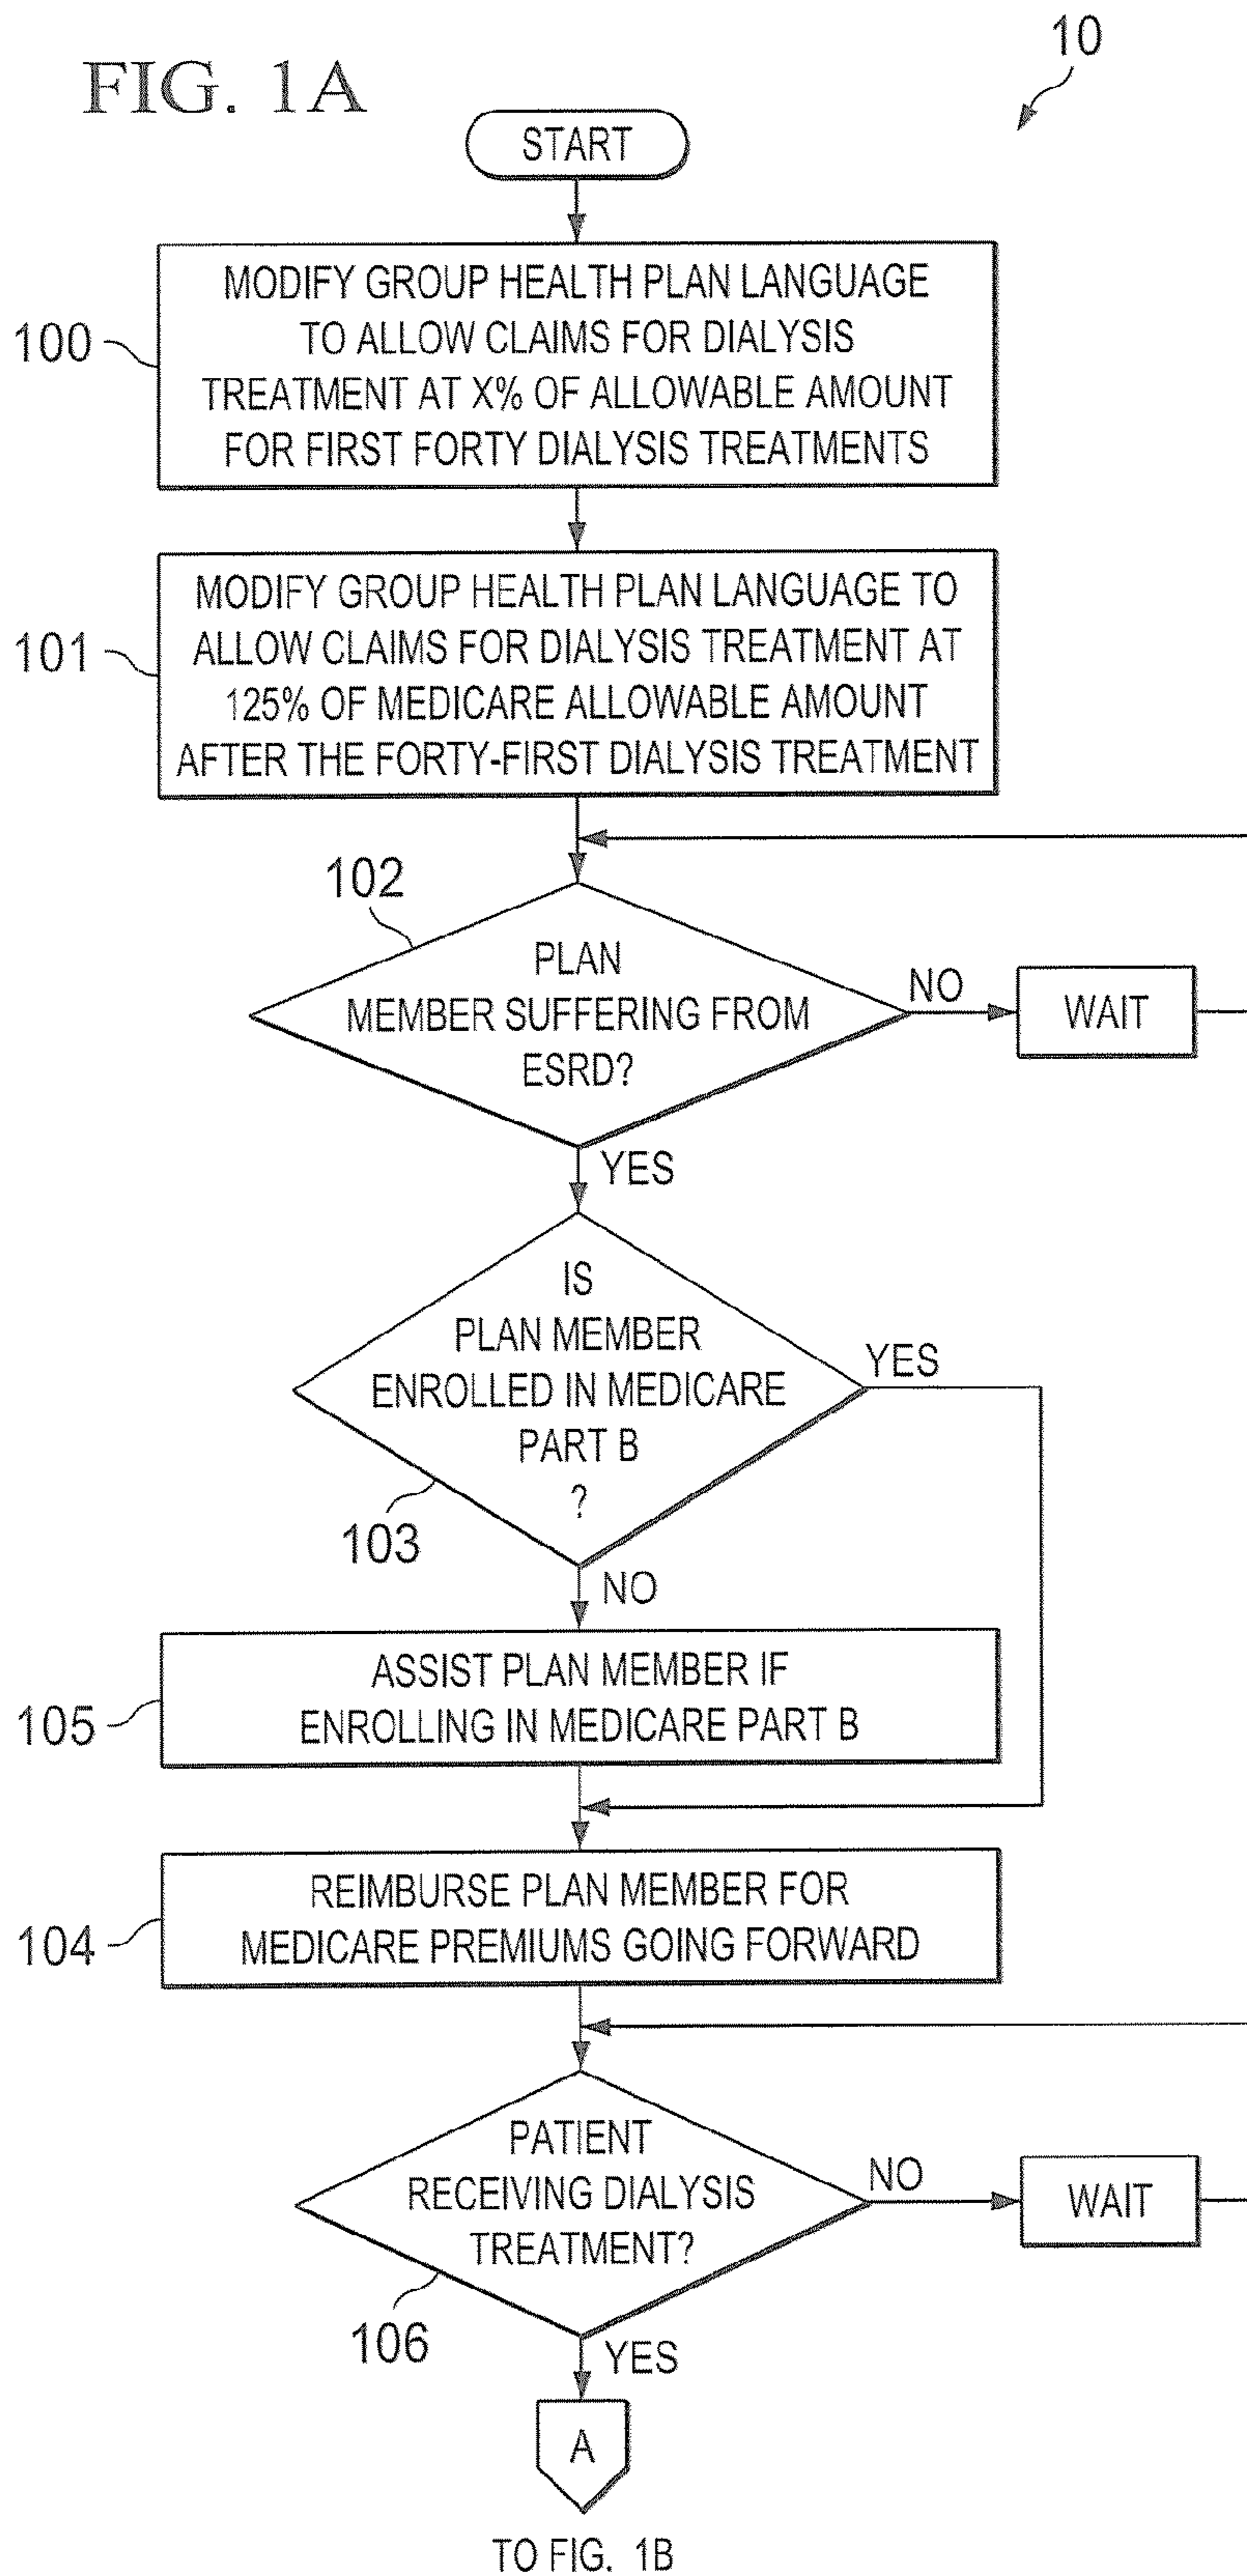 FIG. 1A
10
START
100
MODIFY GROUP HEALTH PLAN LANGUAGE
TO ALLOW CLAIMS FOR DIALYSIS
TREATMENT AT X% OF ALLOWABLE AMOUNT
FOR FIRST FORTY DIALYSIS TREATMENTS
101
MODIFY GROUP HEALTH PLAN LANGUAGE TO
ALLOW CLAIMS FOR DIALYSIS TREATMENT AT
125% OF MEDICARE ALLOWABLE AMOUNT
AFTER THE FORTY-FIRST DIALYSIS TREATMENT
102
PLAN
MEMBER SUFFERING FROM
ESRD?
NO
WAIT
YES
IS
PLAN MEMBER
ENROLLED IN MEDICARE
PART B
?
YES
103
NO
105
ASSIST PLAN MEMBER IF
ENROLLING IN MEDICARE PART B
104
REIMBURSE PLAN MEMBER FOR
MEDICARE PREMIUMS GOING FORWARD
PATIENT
RECEIVING DIALYSIS
TREATMENT?
NO
WAIT
106
YES
A
TO FIG. 1B